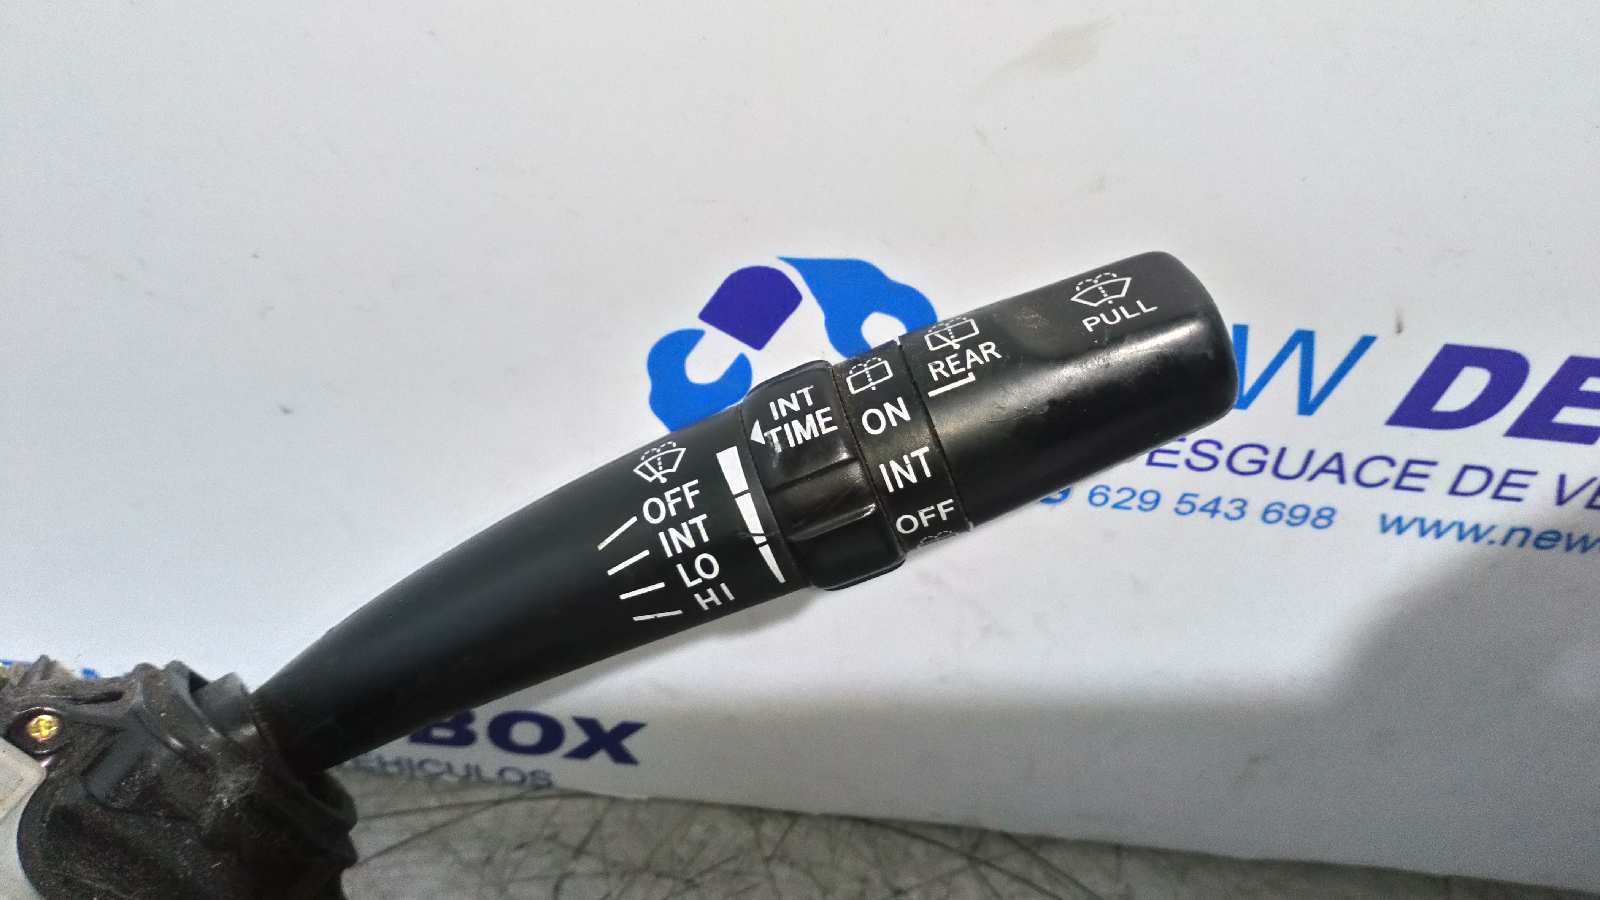 OFF
INT
LO
HI
INT
TIME
ON
INT
OFF
REAR
PULL
DE
ESGUACE DE
629 543 698 www.new
BOX